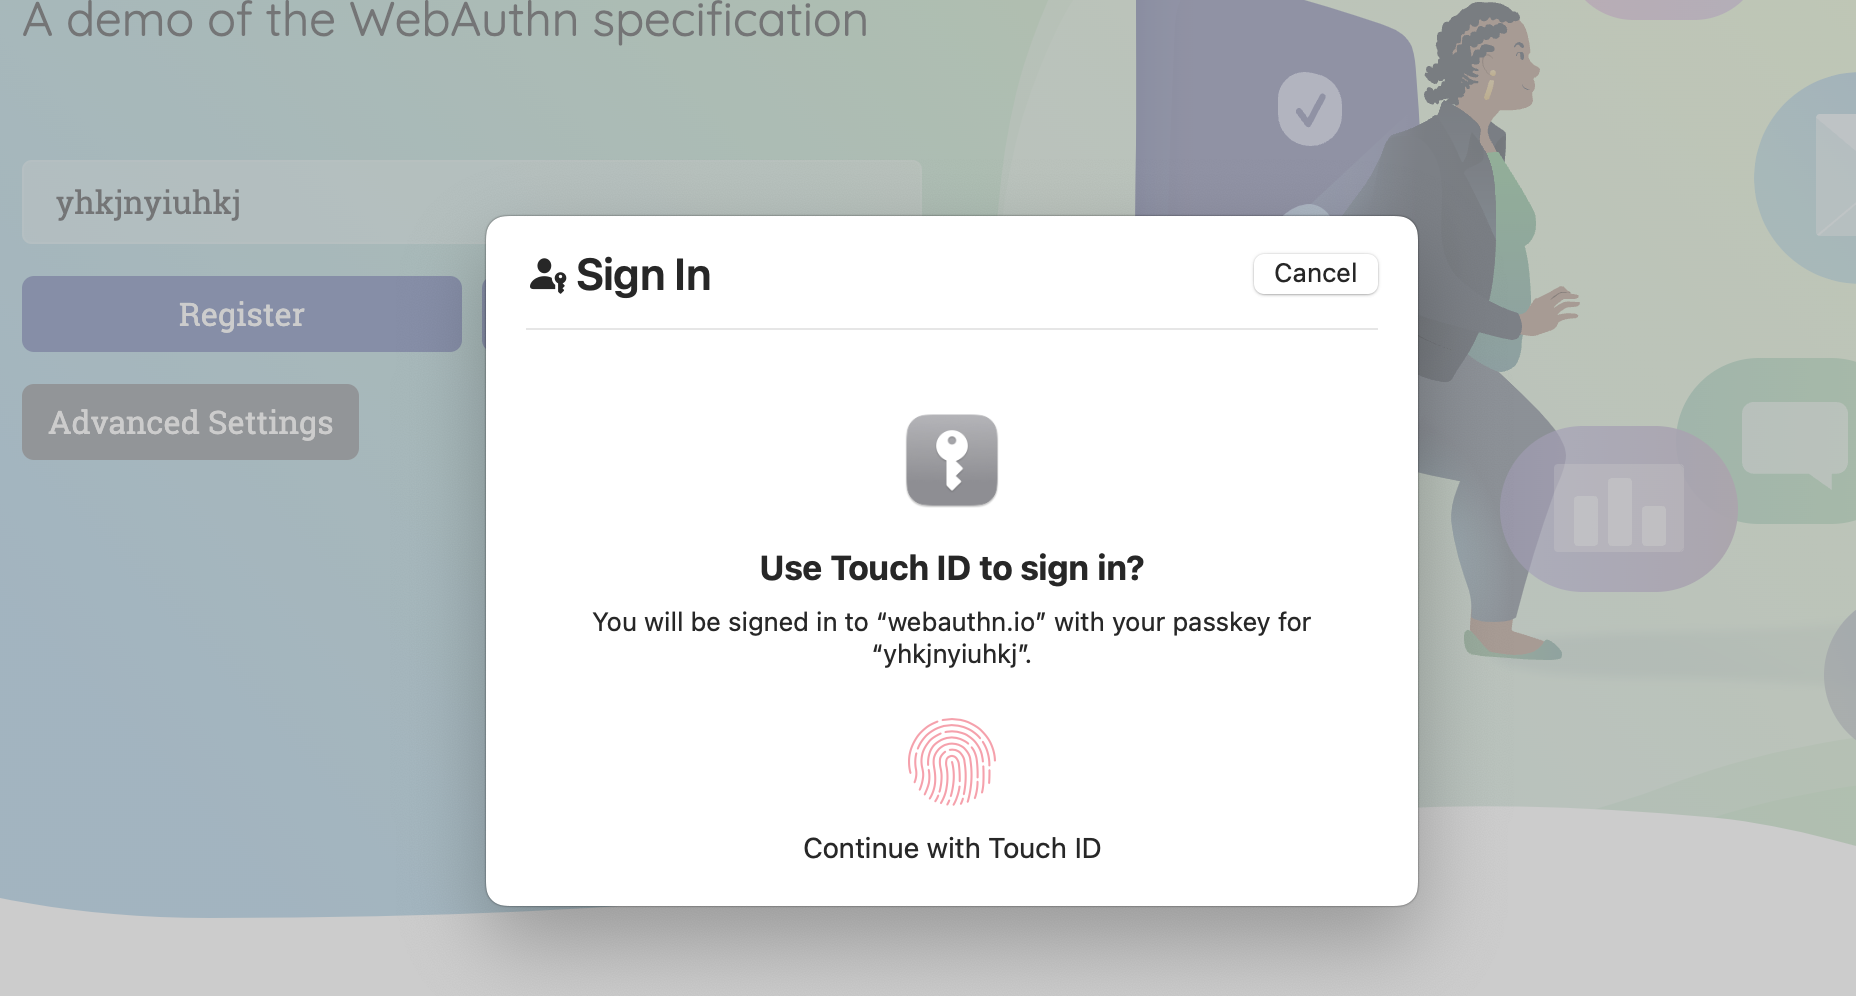 A demo of the WebAuthn specification
yhkjnyiuhkj
Register
Advanced Settings
Sign In
Cancel
Use Touch ID to sign in?
You will be signed in to “webauthn.io” with your passkey for
“yhkjnyiuhkj”.
Continue with Touch ID